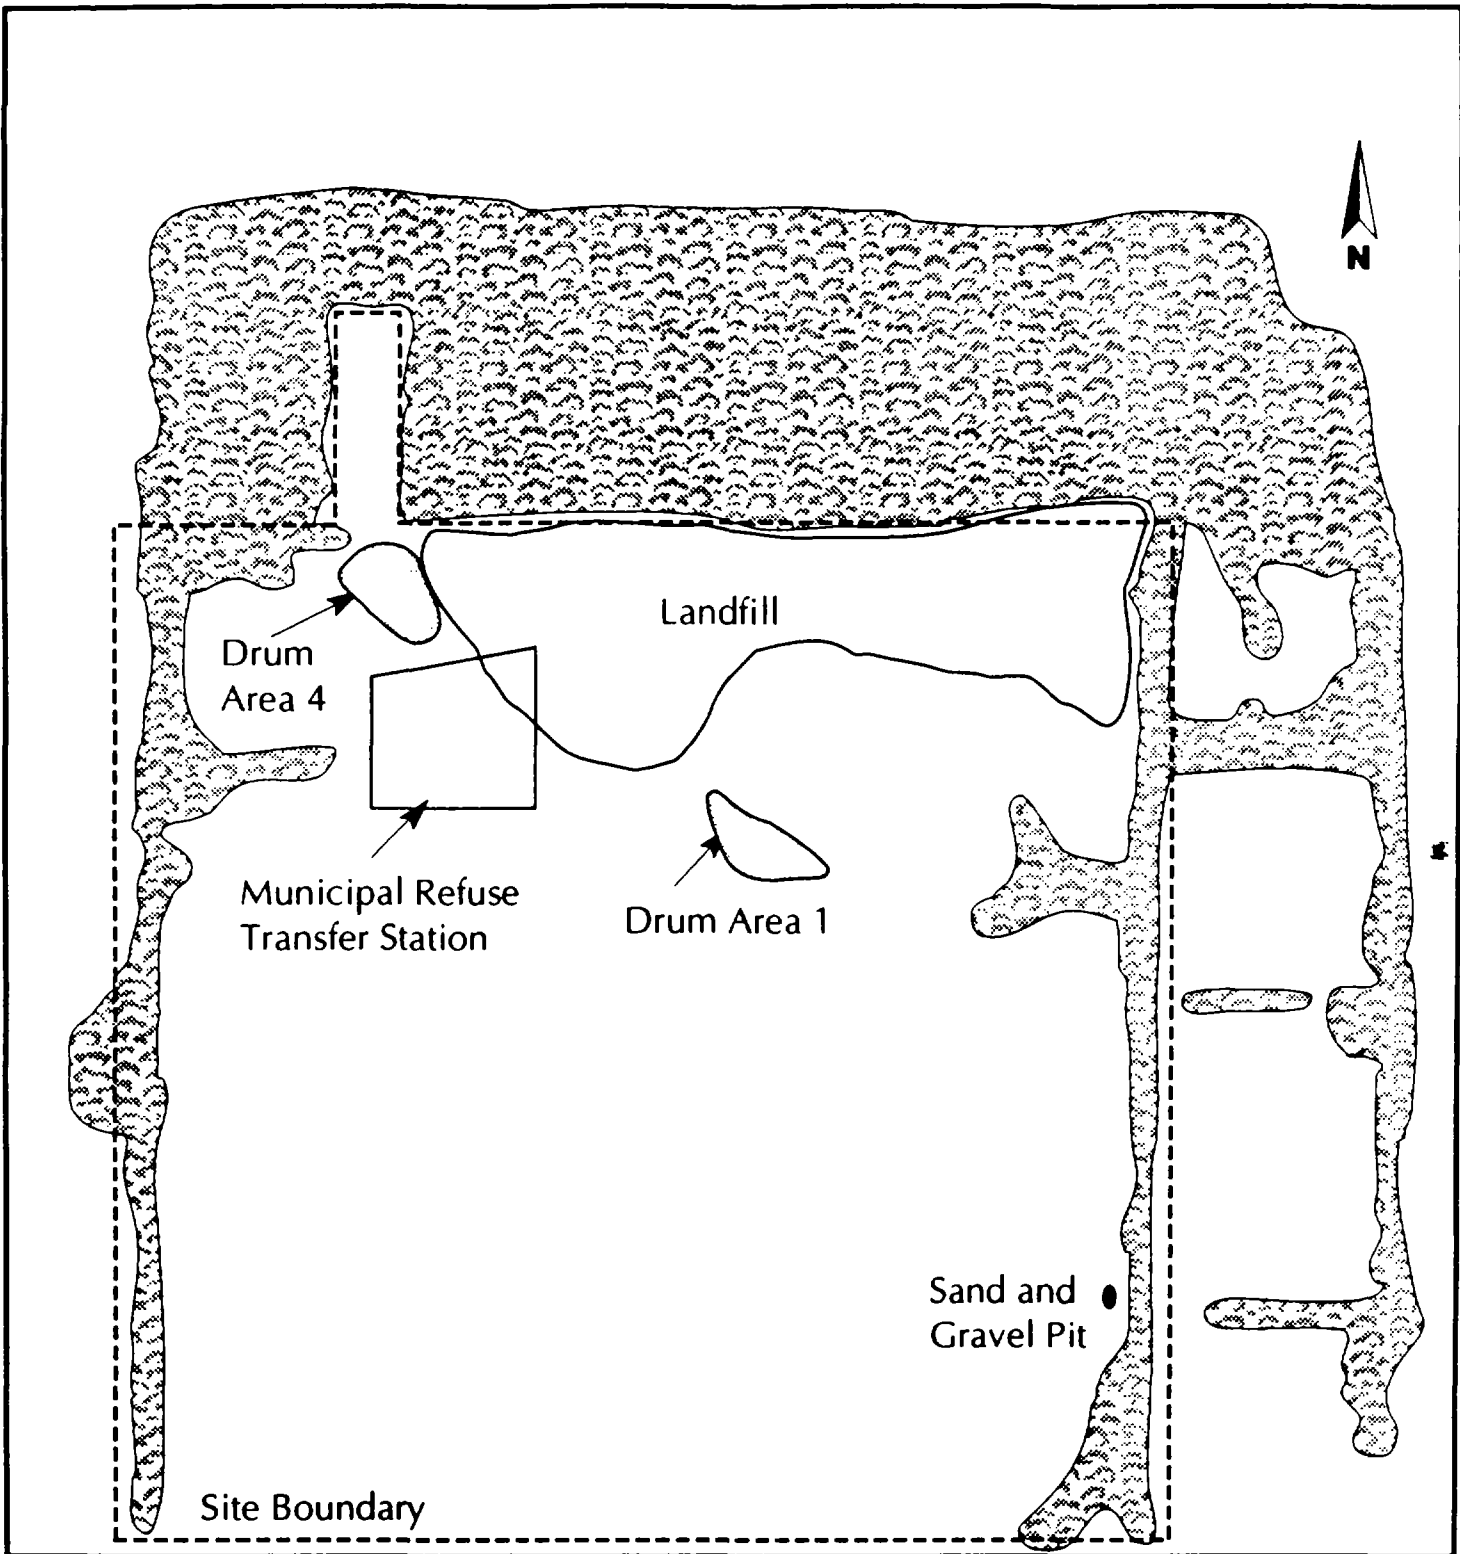 N
Landfill
Drum
Area 4
Municipal Refuse
Transfer Station
Drum Area 1
Sand and
Gravel Pit
Site Boundary